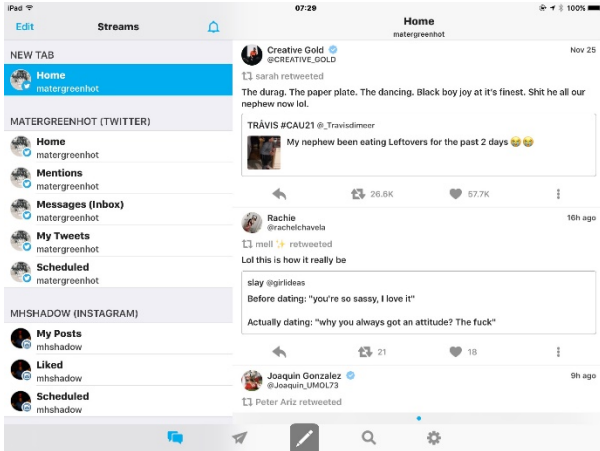 iPad
07:29
100%
Edit
Streams
Home
matergreenhot
NEW TAB
Home
matergreenhot
MATERGREENHOT (TWITTER)
Home
matergreenhot
Mentions
matergreenhot
Messages (Inbox)
matergreenhot
My Tweets
matergreenhot
Scheduled
matergreenhot
MHSHADOW (INSTAGRAM)
My Posts
mhshadow
Liked
mhshadow
Scheduled
mhshadow
Creative Gold
Nov 25
@CREATIVE_GOLD
sarah retweeted
The durag. The paper plate. The dancing. Black boy joy at it's finest. Shit he all our
nephew now lol.
TRÁVIS #CAU21 @_Travisdimeer
My nephew been eating Leftovers for the past 2 days 😂😂
26.6K
57.7K
Rachie
16h ago
@rachelchavela
mell ✨ retweeted
Lol this is how it really be
slay @girlideas
Before dating: "you're so sassy, I love it"
Actually dating: "why you always got an attitude? The fuck"
21
18
Joaquin Gonzalez
9h ago
@Joaquin_UMOL73
Peter Ariz retweeted